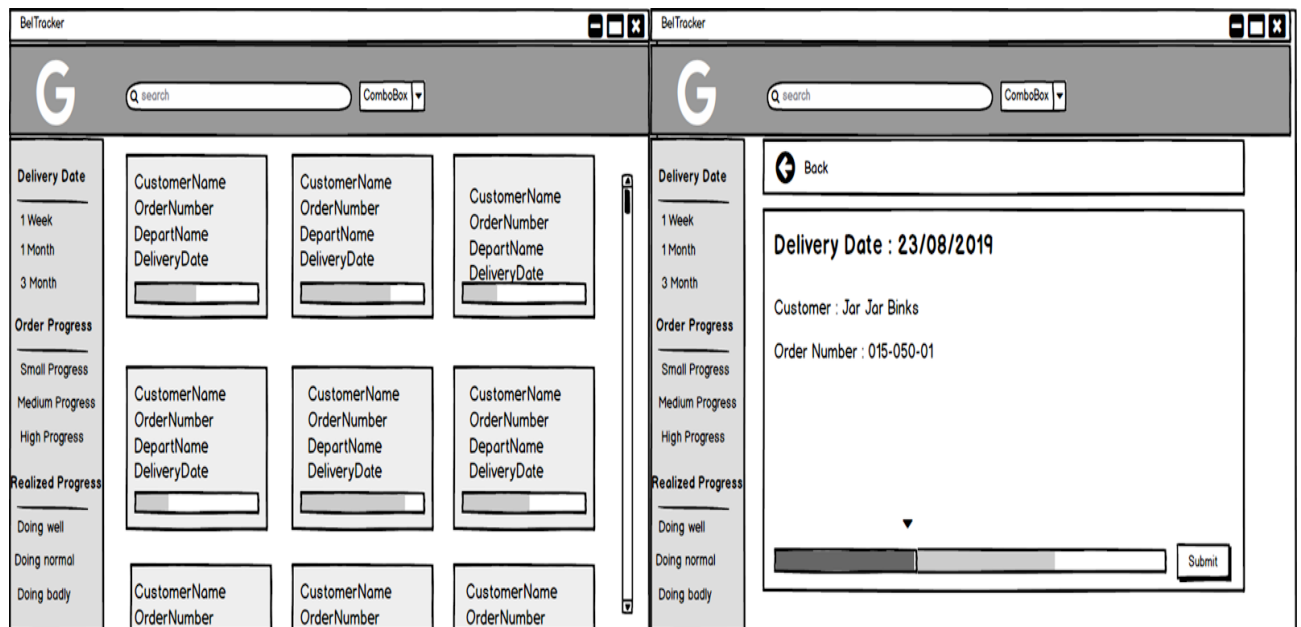 BelTracker
G
search
ComboBox
Delivery Date
1 Week
1 Month
3 Month
Order Progress
Small Progress
Medium Progress
High Progress
Realized Progress
Doing well
Doing normal
Doing badly
CustomerName
OrderNumber
DepartName
DeliveryDate
CustomerName
OrderNumber
DepartName
DeliveryDate
CustomerName
OrderNumber
DepartName
DeliveryDate
CustomerName
OrderNumber
DepartName
DeliveryDate
CustomerName
OrderNumber
DepartName
DeliveryDate
CustomerName
OrderNumber
DepartName
DeliveryDate
CustomerName
OrderNumber
CustomerName
OrderNumber
CustomerName
OrderNumber
BelTracker
G
search
ComboBox
Delivery Date
1 Week
1 Month
3 Month
Order Progress
Small Progress
Medium Progress
High Progress
Realized Progress
Doing well
Doing normal
Doing badly
Back
Delivery Date : 23/08/2019
Customer : Jar Jar Binks
Order Number : 015-050-01
Submit